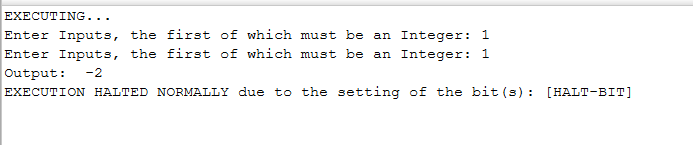 EXECUTING...
Enter Inputs, the first of which must be an Integer: 1
Enter Inputs, the first of which must be an Integer: 1
Output:  -2
EXECUTION HALTED NORMALLY due to the setting of the bit(s): [HALT-BIT]